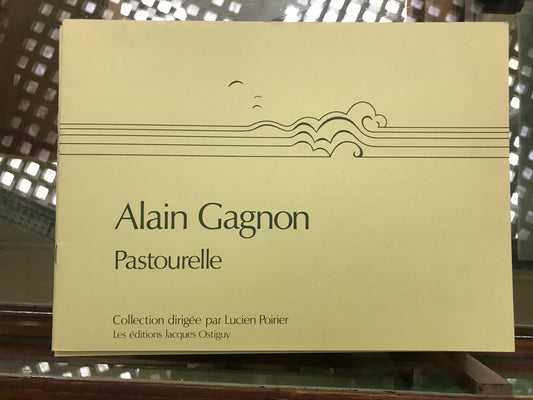 Alain Gagnon
Pastourelle
Collection dirigée par Lucien Poirier
Les éditions Jacques Ostiguy